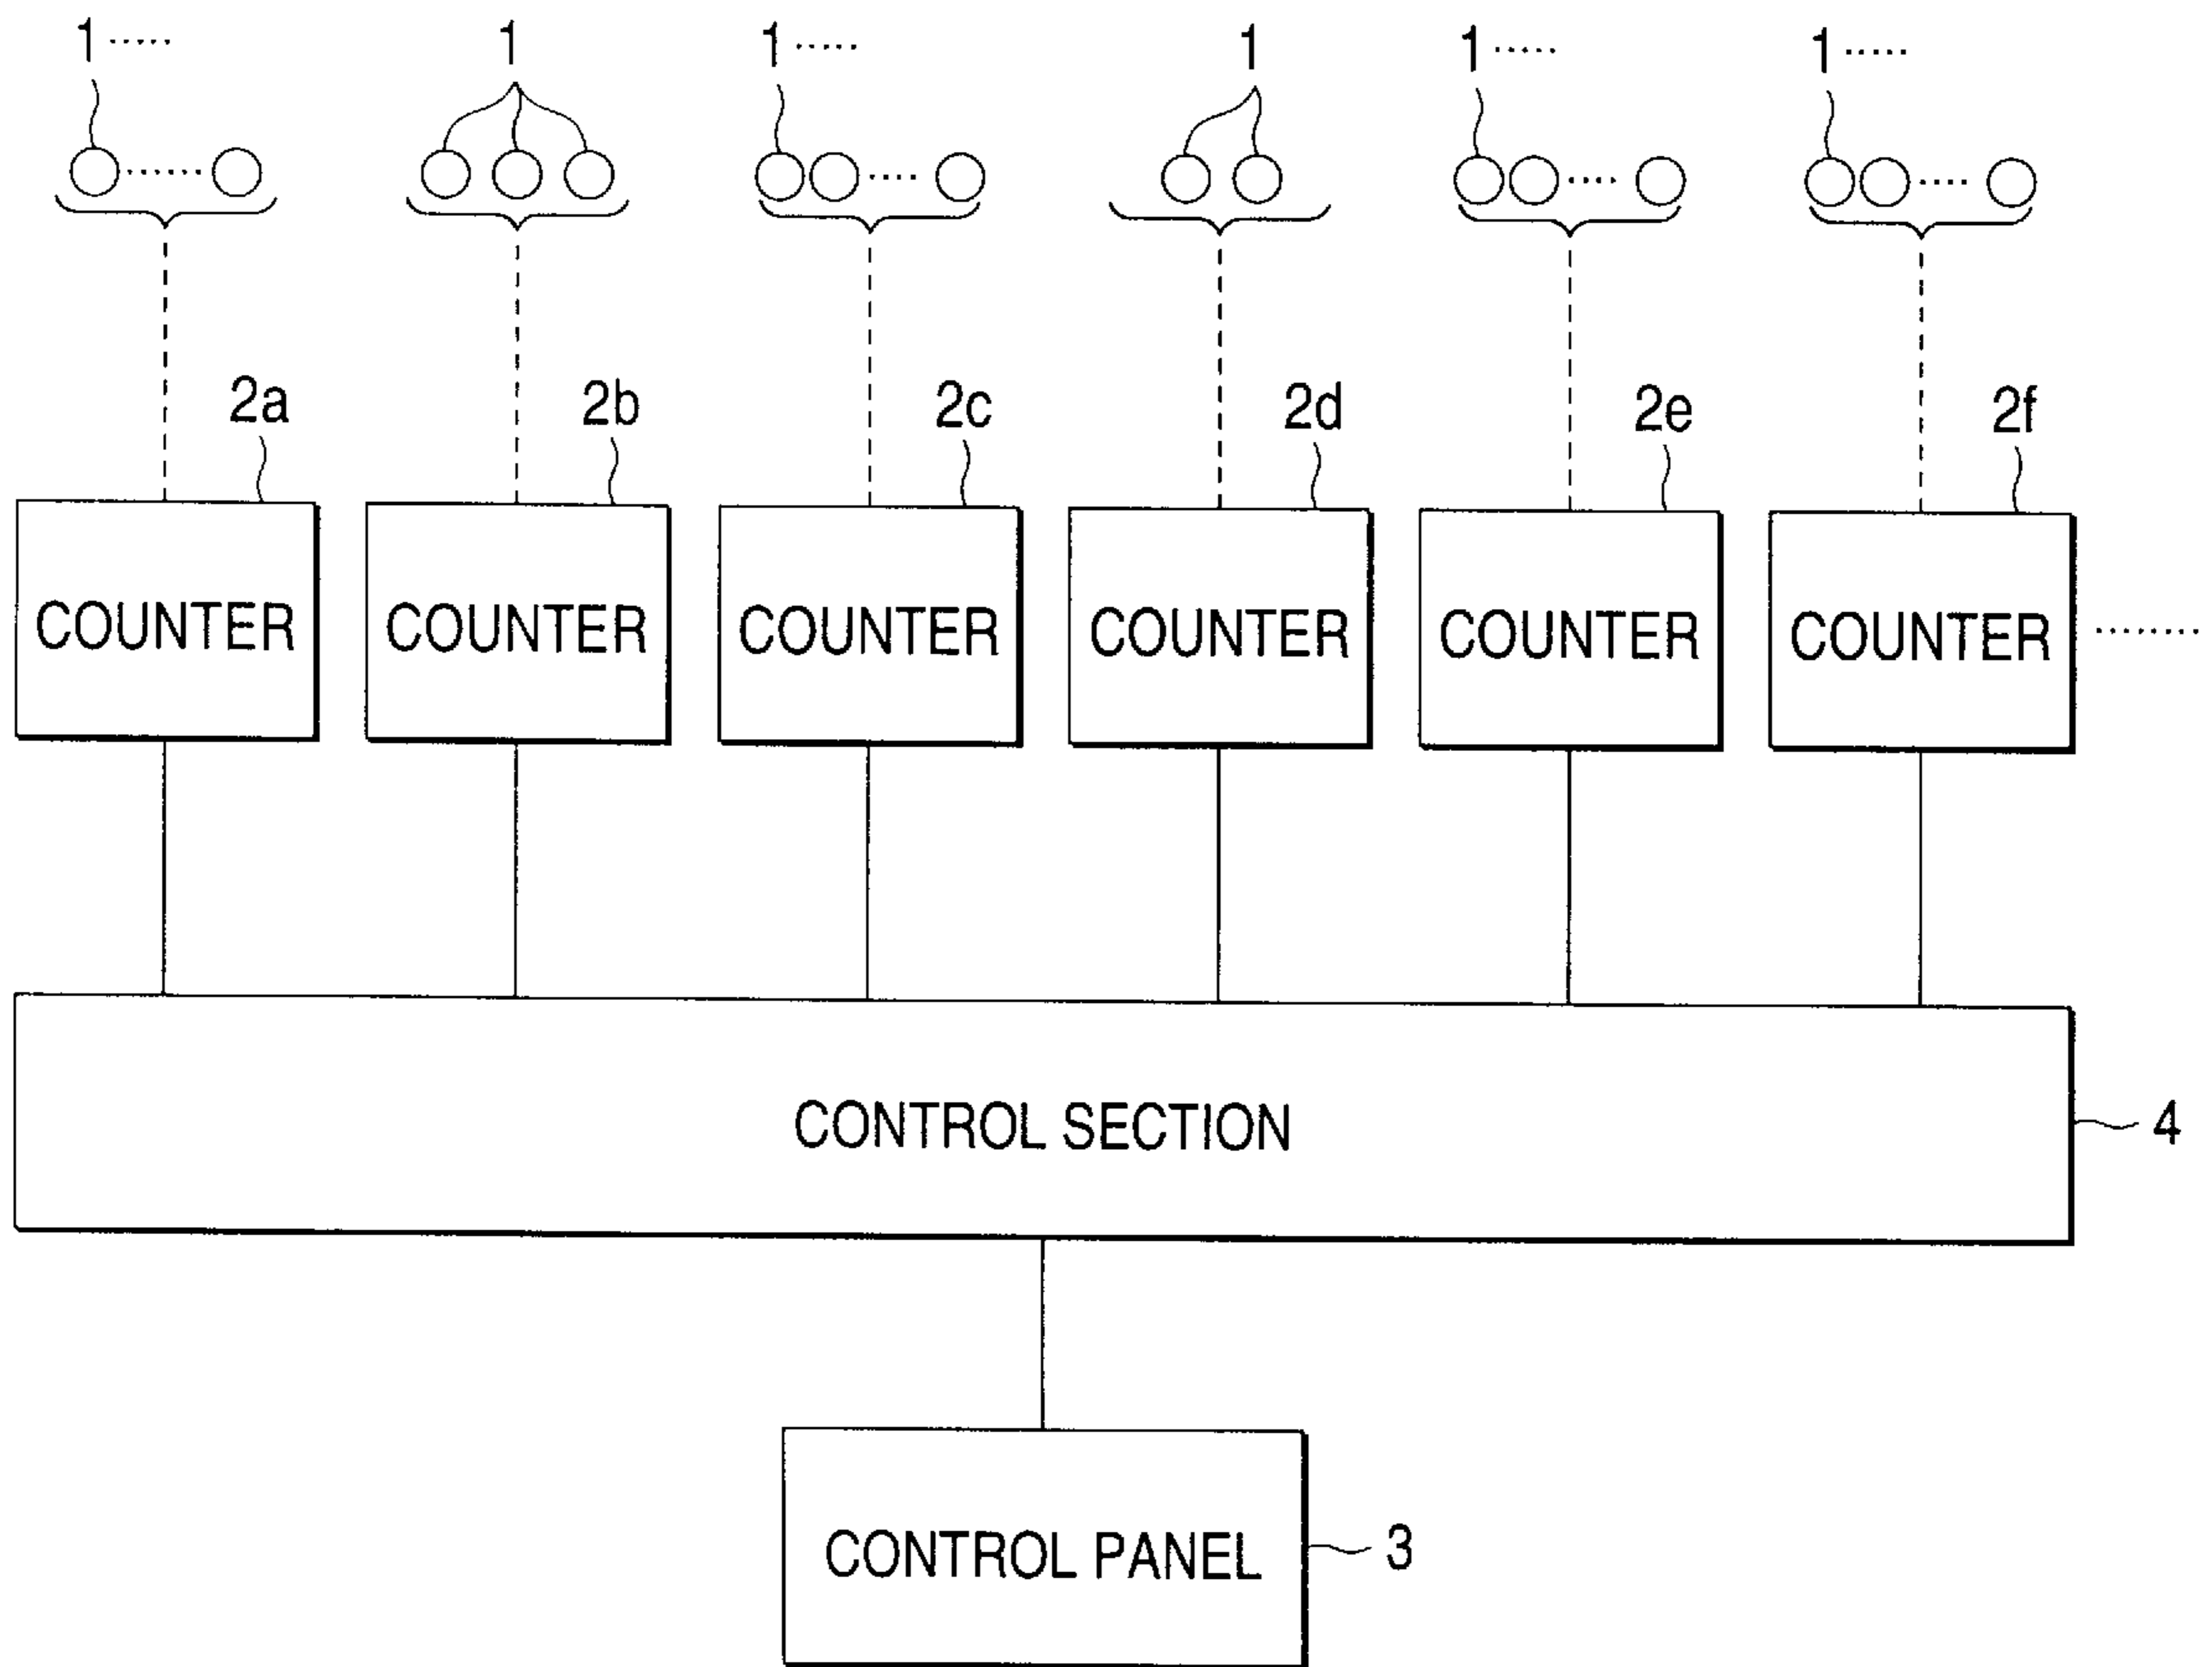 1 ..... 1 1 ..... 1 1 ..... 1 .....
2a 2b 2c 2d 2e 2f
COUNTER COUNTER COUNTER COUNTER COUNTER COUNTER ........
CONTROL SECTION 4
CONTROL PANEL 3